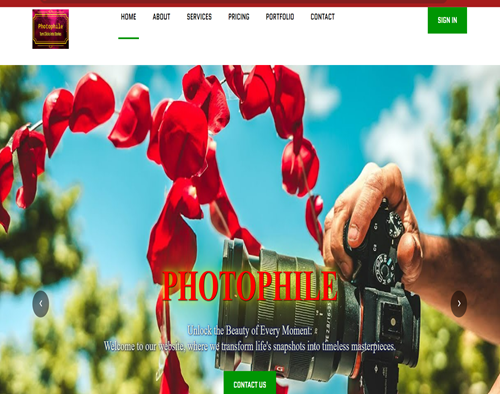 Photophile
HOME ABOUT SERVICES PRICING PORTFOLIO CONTACT
SIGN IN
PHOTOPHILE
Unlock the Beauty of Every Moment:
Welcome to our website, where we transform life's snapshots into timeless masterpieces.
CONTACT US